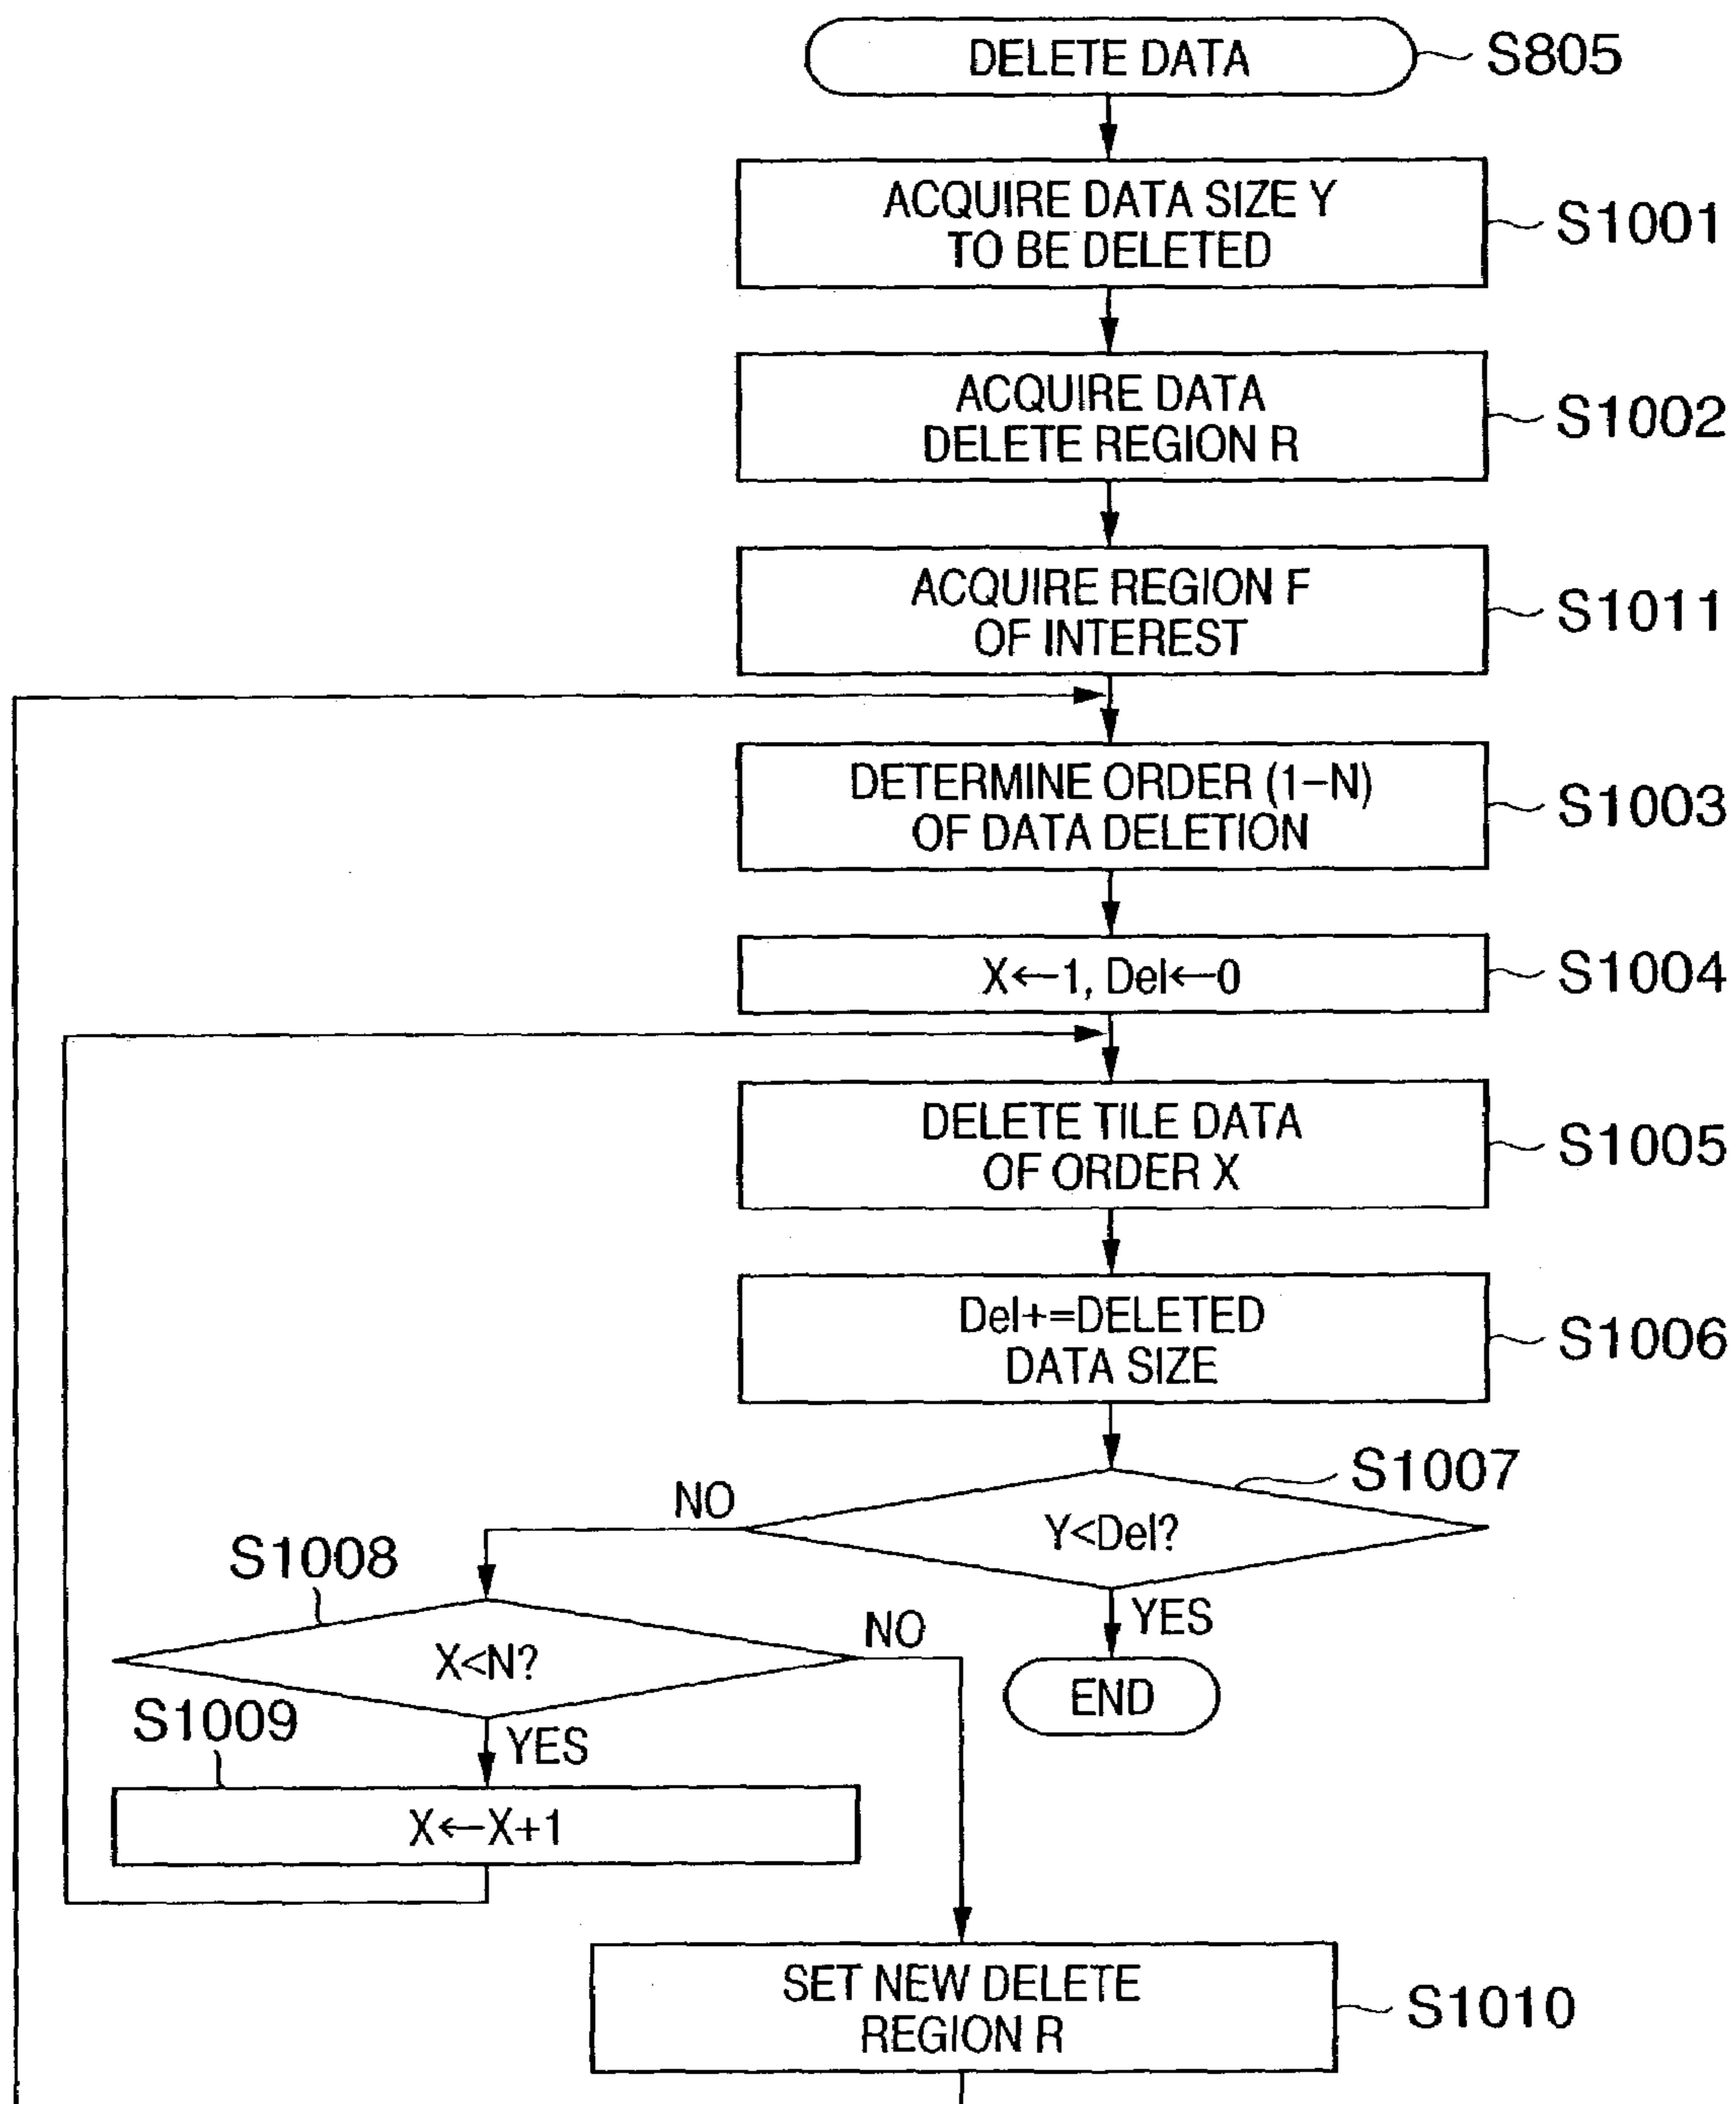 DELETE DATA
S805
ACQUIRE DATA SIZE Y
TO BE DELETED
S1001
ACQUIRE DATA
DELETE REGION R
S1002
ACQUIRE REGION F
OF INTEREST
S1011
DETERMINE ORDER (1-N)
OF DATA DELETION
S1003
X←1, Del←0
S1004
DELETE TILE DATA
OF ORDER X
S1005
Del+=DELETED
DATA SIZE
S1006
S1007
Y<Del?
NO
YES
END
S1008
X<N?
NO
YES
S1009
X←X+1
SET NEW DELETE
REGION R
S1010